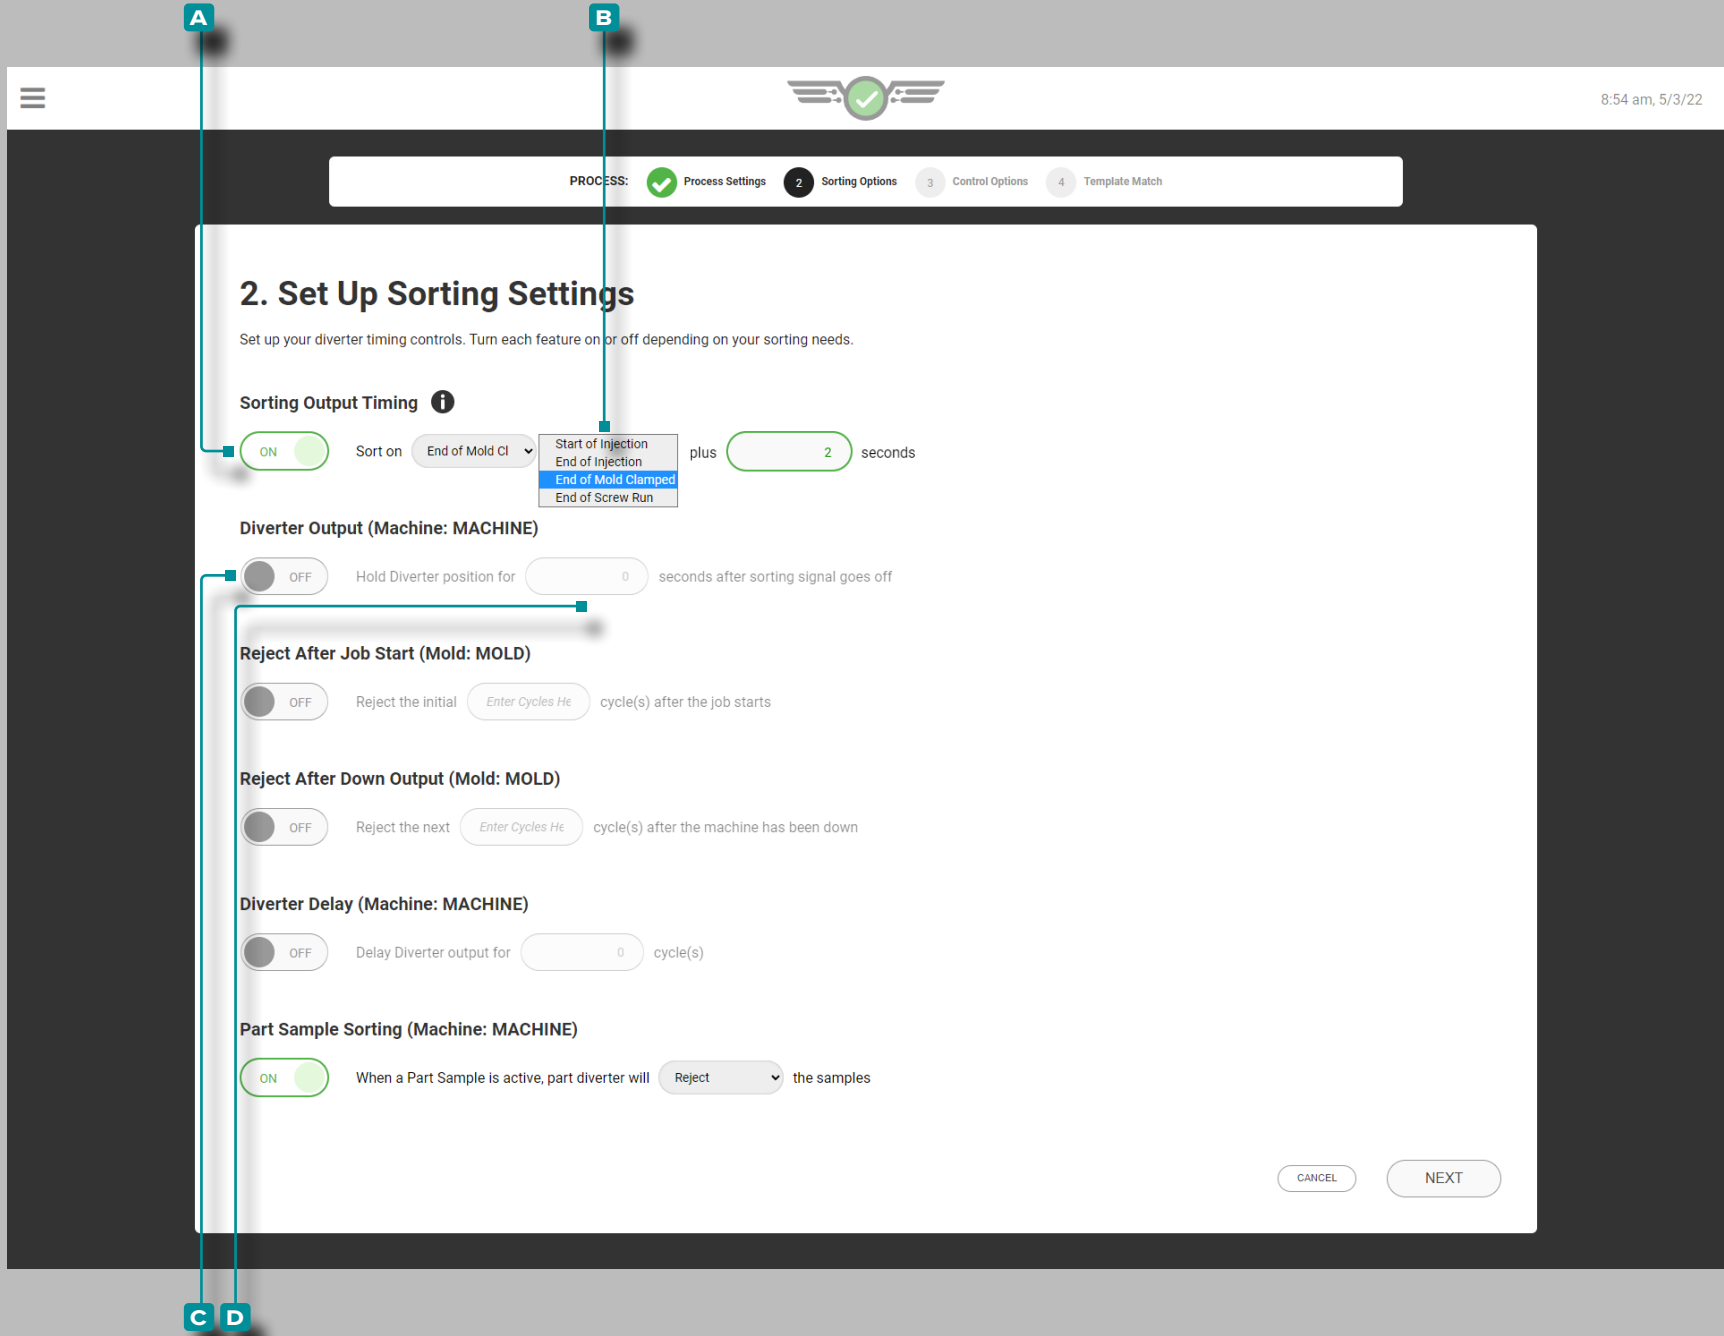 A B
8:54 am, 5/3/22
PROCESS: Process Settings 2 Sorting Options 3 Control Options 4 Template Match
2. Set Up Sorting Settings
Set up your diverter timing controls. Turn each feature on or off depending on your sorting needs.
Sorting Output Timing i
ON Sort on End of Mold Cl plus 2 seconds
Start of Injection
End of Injection
End of Mold Clamped
End of Screw Run
Diverter Output (Machine: MACHINE)
OFF Hold Diverter position for 0 seconds after sorting signal goes off
Reject After Job Start (Mold: MOLD)
OFF Reject the initial Enter Cycles He cycle(s) after the job starts
Reject After Down Output (Mold: MOLD)
OFF Reject the next Enter Cycles He cycle(s) after the machine has been down
Diverter Delay (Machine: MACHINE)
OFF Delay Diverter output for 0 cycle(s)
Part Sample Sorting (Machine: MACHINE)
ON When a Part Sample is active, part diverter will Reject the samples
CANCEL NEXT
C D